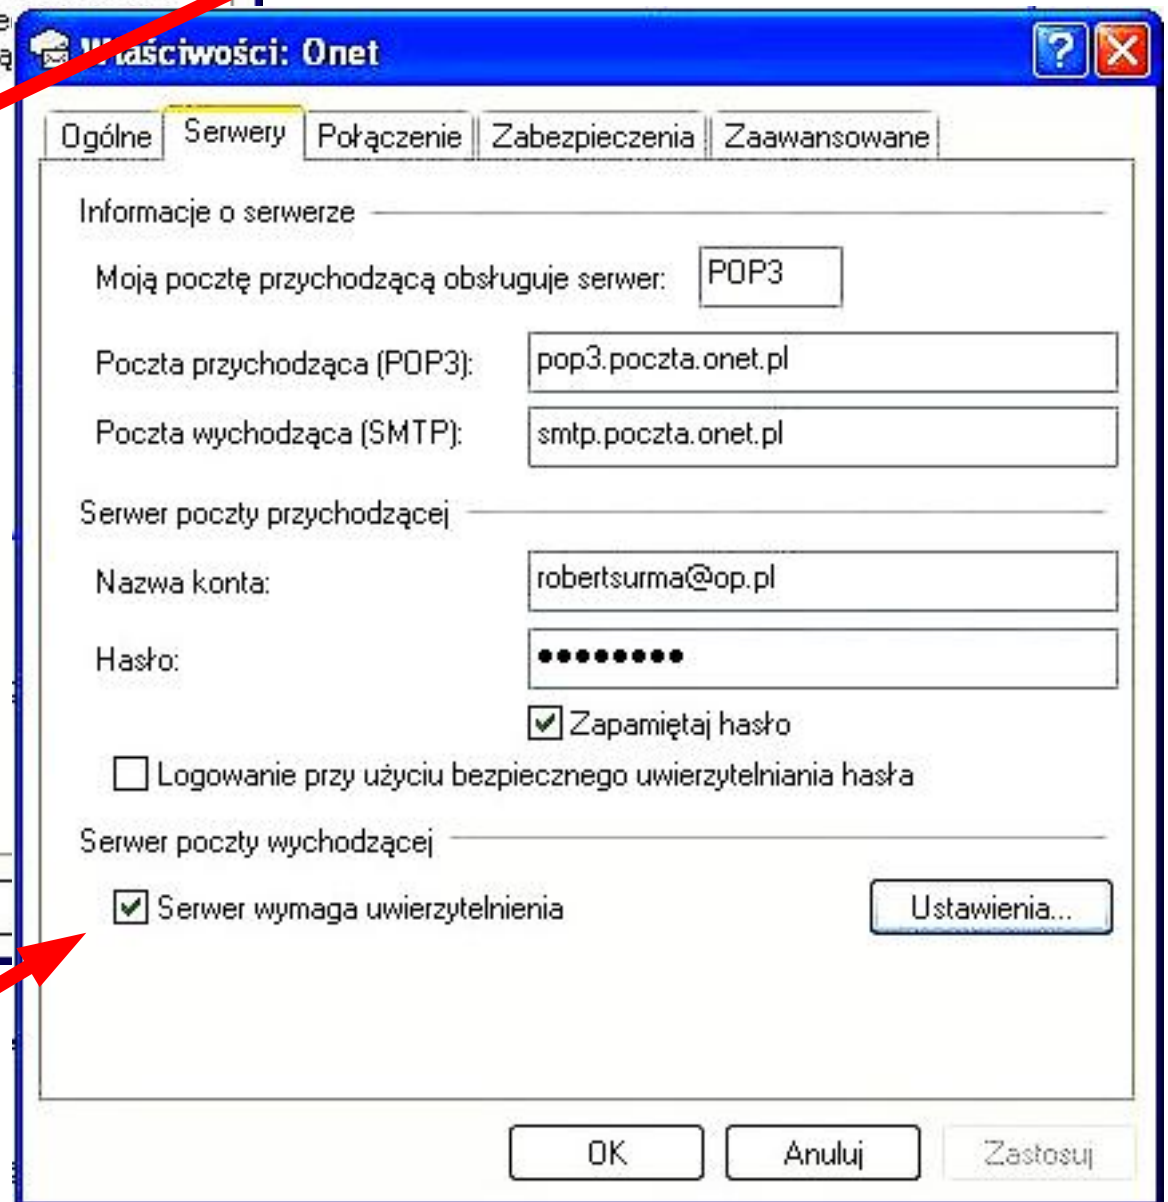 Właściwości: Onet
Ogólne Serwery Połączenie Zabezpieczenia Zaawansowane
Informacje o serwerze
Moją pocztę przychodzącą obsługuje serwer: POP3
Poczta przychodząca (POP3): pop3.poczta.onet.pl
Poczta wychodząca (SMTP): smtp.poczta.onet.pl
Serwer poczty przychodzącej
Nazwa konta: robertsurma@op.pl
Hasło: ●●●●●●●●
Zapamiętaj hasło
Logowanie przy użyciu bezpiecznego uwierzytelniania hasła
Serwer poczty wychodzącej
Serwer wymaga uwierzytelnienia Ustawienia...
OK Anuluj Zastosuj